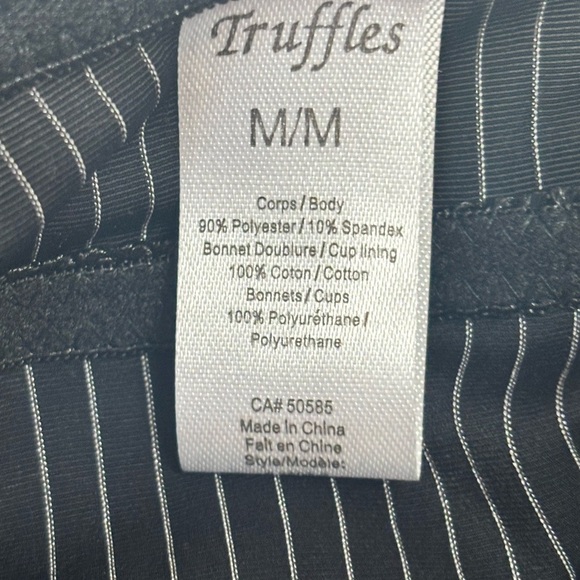 Truffles
M/M
Corps/Body
90% Polyester/10% Spandex
Bonnet Doublure/Cup lining
100% Coton/Cotton
Bonnets/Cups
100% Polyuréthane/
Polyurethane
CA# 50585
Made in China
Fait en Chine
Style/Modèle: